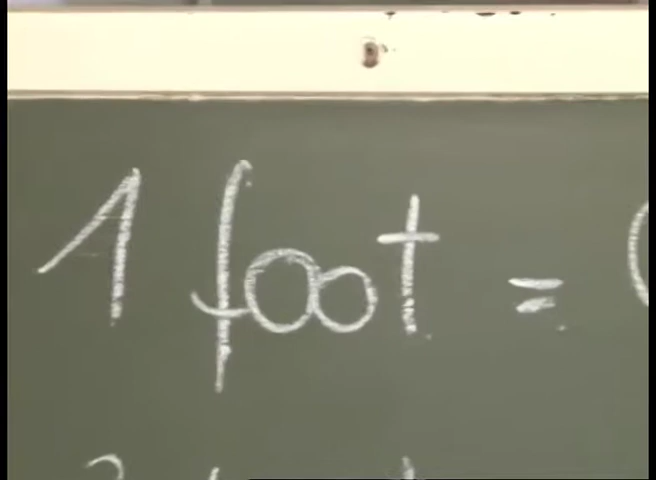 1 foot =